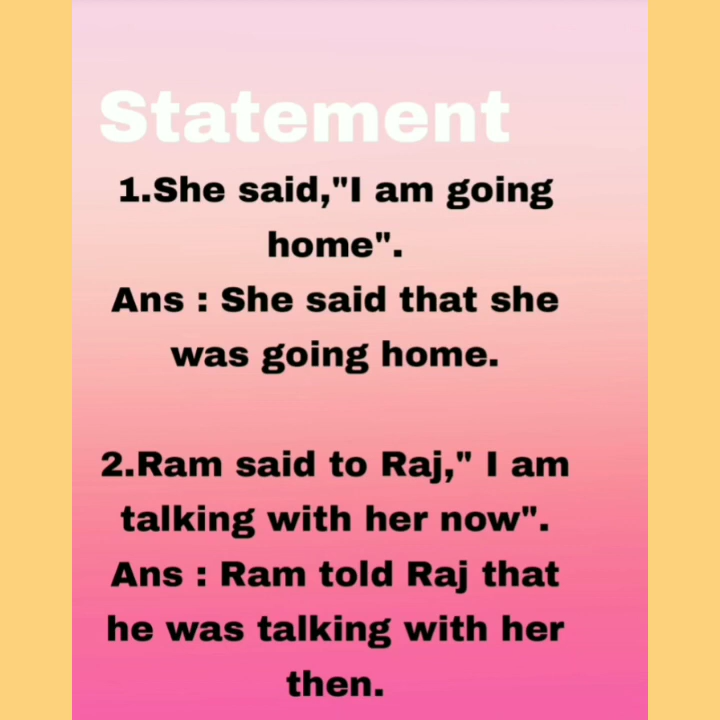 Statement
1.She said,"I am going
home".
Ans : She said that she
was going home.
2.Ram said to Raj," I am
talking with her now".
Ans : Ram told Raj that
he was talking with her
then.